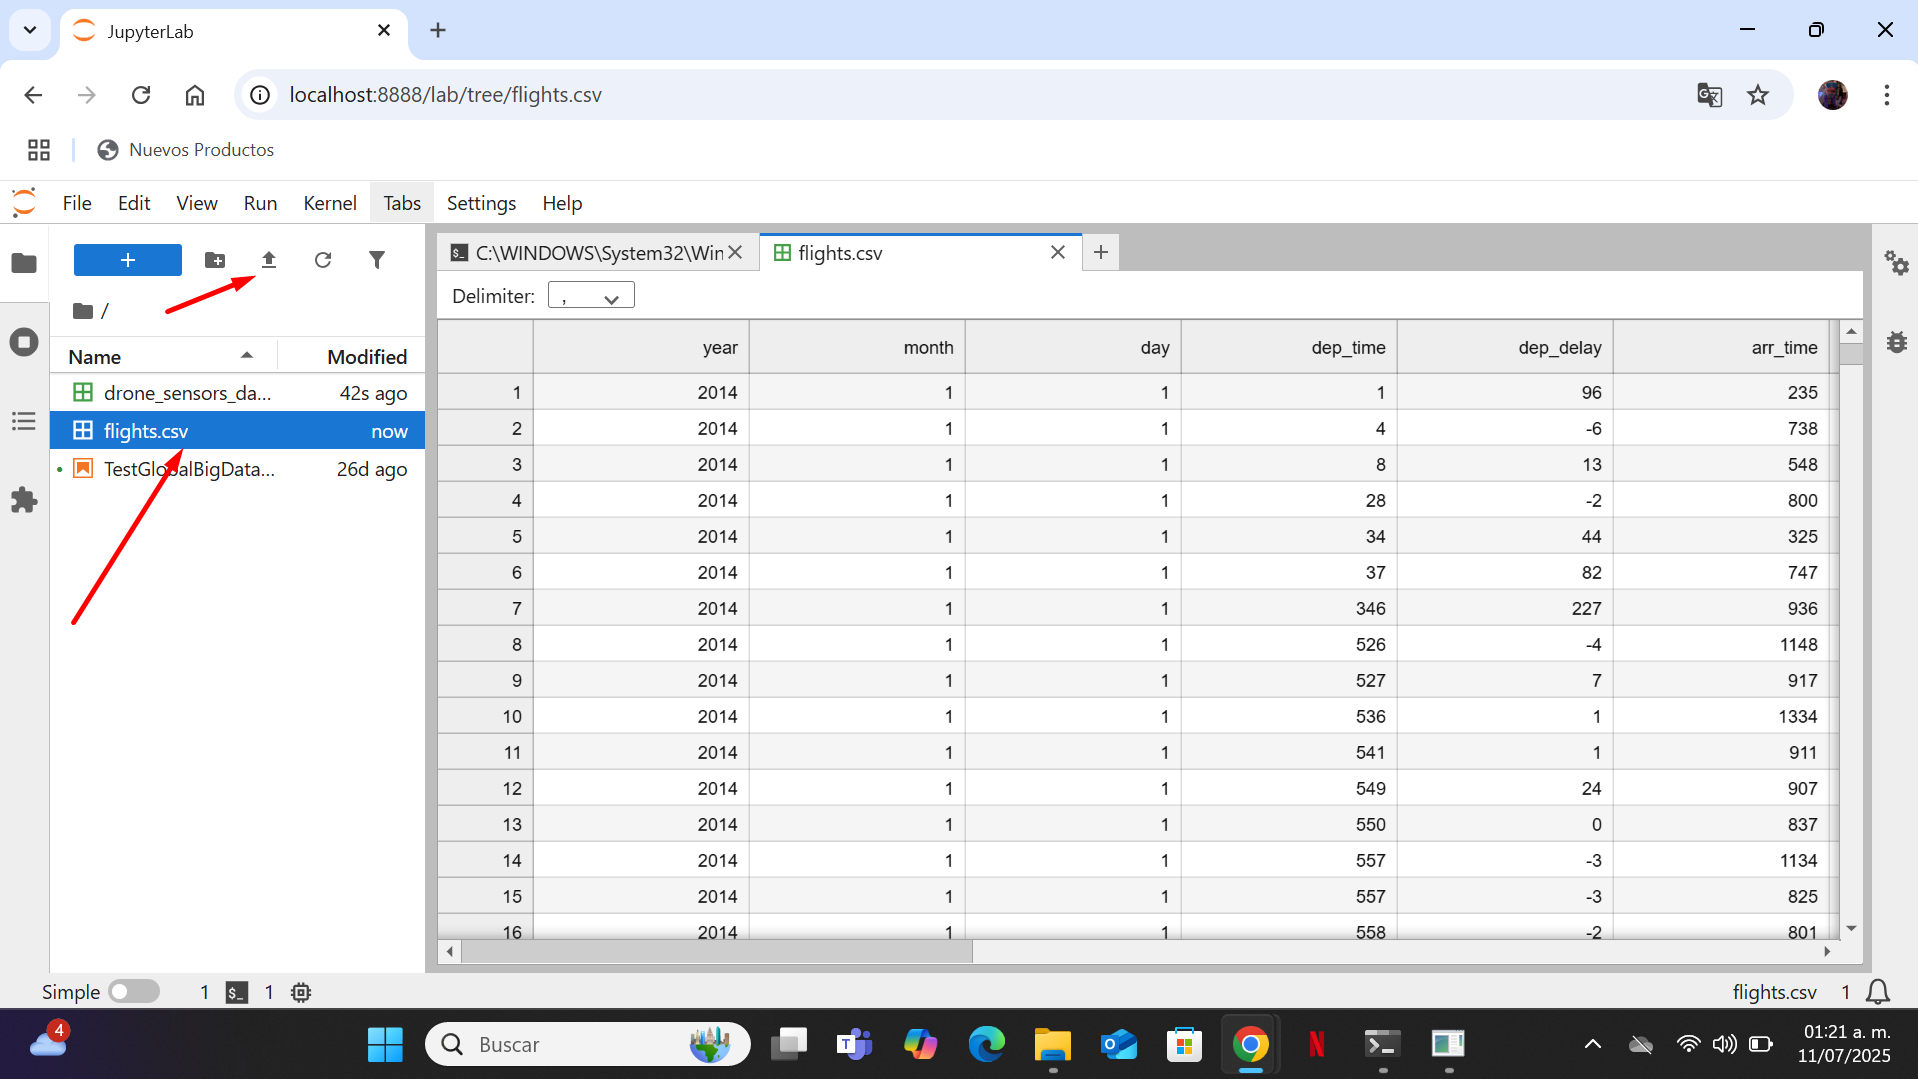 JupyterLab
localhost:8888/lab/tree/flights.csv
Nuevos Productos
File Edit View Run Kernel Tabs Settings Help
C:\WINDOWS\System32\Win
flights.csv
/
Delimiter: ,
Name Modified
drone_sensors_da... 42s ago
flights.csv now
TestGlobalBigData... 26d ago
year month day dep_time dep_delay arr_time
1 2014 1 1 1 96 235
2 2014 1 1 4 -6 738
3 2014 1 1 8 13 548
4 2014 1 1 28 -2 800
5 2014 1 1 34 44 325
6 2014 1 1 37 82 747
7 2014 1 1 346 227 936
8 2014 1 1 526 -4 1148
9 2014 1 1 527 7 917
10 2014 1 1 536 1 1334
11 2014 1 1 541 1 911
12 2014 1 1 549 24 907
13 2014 1 1 550 0 837
14 2014 1 1 557 -3 1134
15 2014 1 1 557 -3 825
16 2014 1 1 558 -2 801
Simple 1 $_ 1 flights.csv 1
4
Buscar
01:21 a. m.
11/07/2025